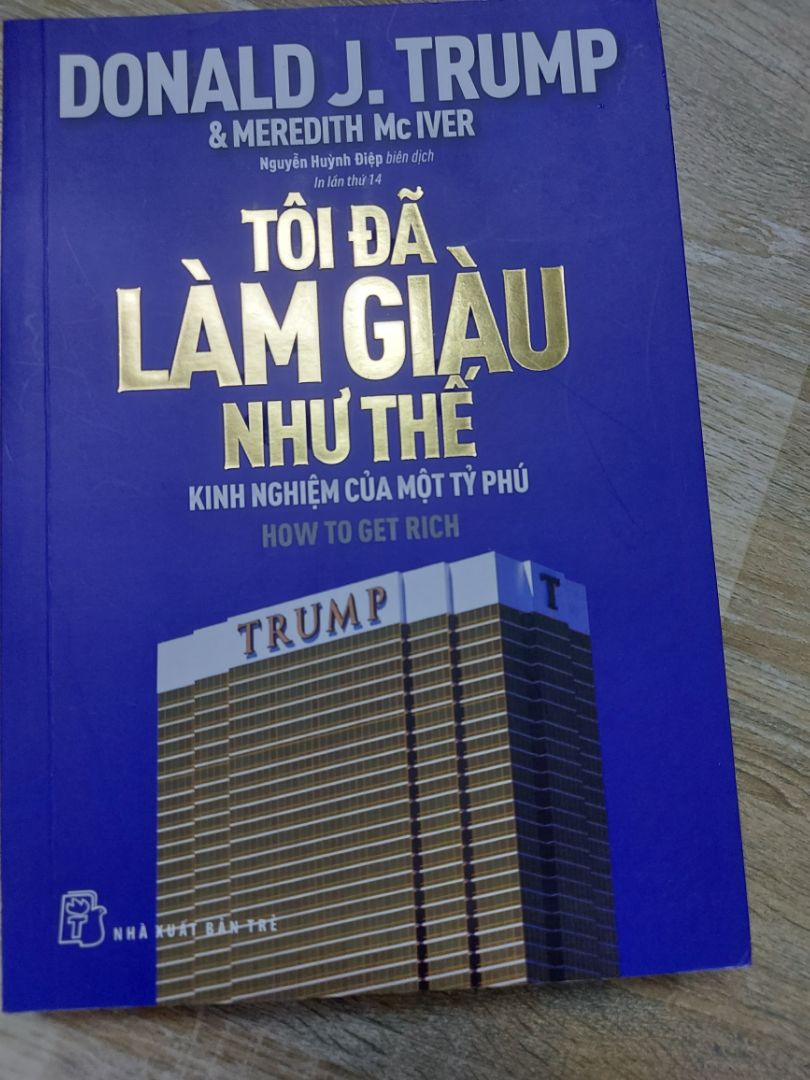 DONALD J. TRUMP
& MEREDITH Mc IVER
Nguyễn Huỳnh Điệp biên dịch
In lần thứ 14
TÔI ĐÃ
LÀM GIÀU
NHƯ THẾ
KINH NGHIỆM CỦA MỘT TỶ PHÚ
HOW TO GET RICH
TRUMP
T
NHÀ XUẤT BẢN TRẺ